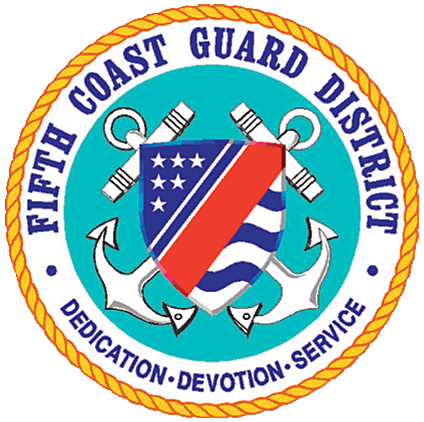 FIFTH COAST GUARD DISTRICT
DEDICATION · DEVOTION · SERVICE